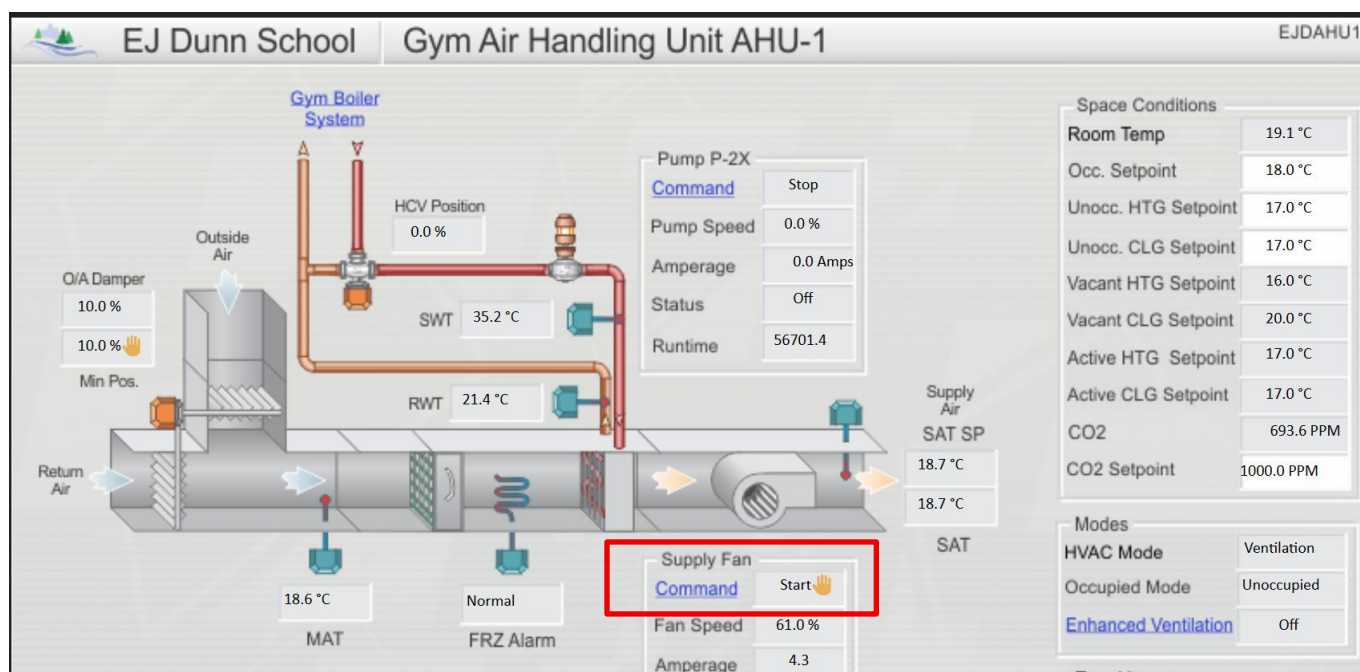 EJ Dunn School
Gym Air Handling Unit AHU-1
EJDAHU1
Gym Boiler
System
HCV Position
0.0 %
Outside
Air
O/A Damper
10.0 %
10.0 %
Min Pos.
SWT 35.2 °C
RWT 21.4 °C
Return
Air
18.6 °C
MAT
Normal
FRZ Alarm
Pump P-2X
Command Stop
Pump Speed 0.0 %
Amperage 0.0 Amps
Status Off
Runtime 56701.4
Supply
Air
SAT SP
18.7 °C
18.7 °C
SAT
Supply Fan
Command Start
Fan Speed 61.0 %
Amperage 4.3
Space Conditions
Room Temp 19.1 °C
Occ. Setpoint 18.0 °C
Unocc. HTG Setpoint 17.0 °C
Unocc. CLG Setpoint 17.0 °C
Vacant HTG Setpoint 16.0 °C
Vacant CLG Setpoint 20.0 °C
Active HTG Setpoint 17.0 °C
Active CLG Setpoint 17.0 °C
CO2 693.6 PPM
CO2 Setpoint 1000.0 PPM
Modes
HVAC Mode Ventilation
Occupied Mode Unoccupied
Enhanced Ventilation Off